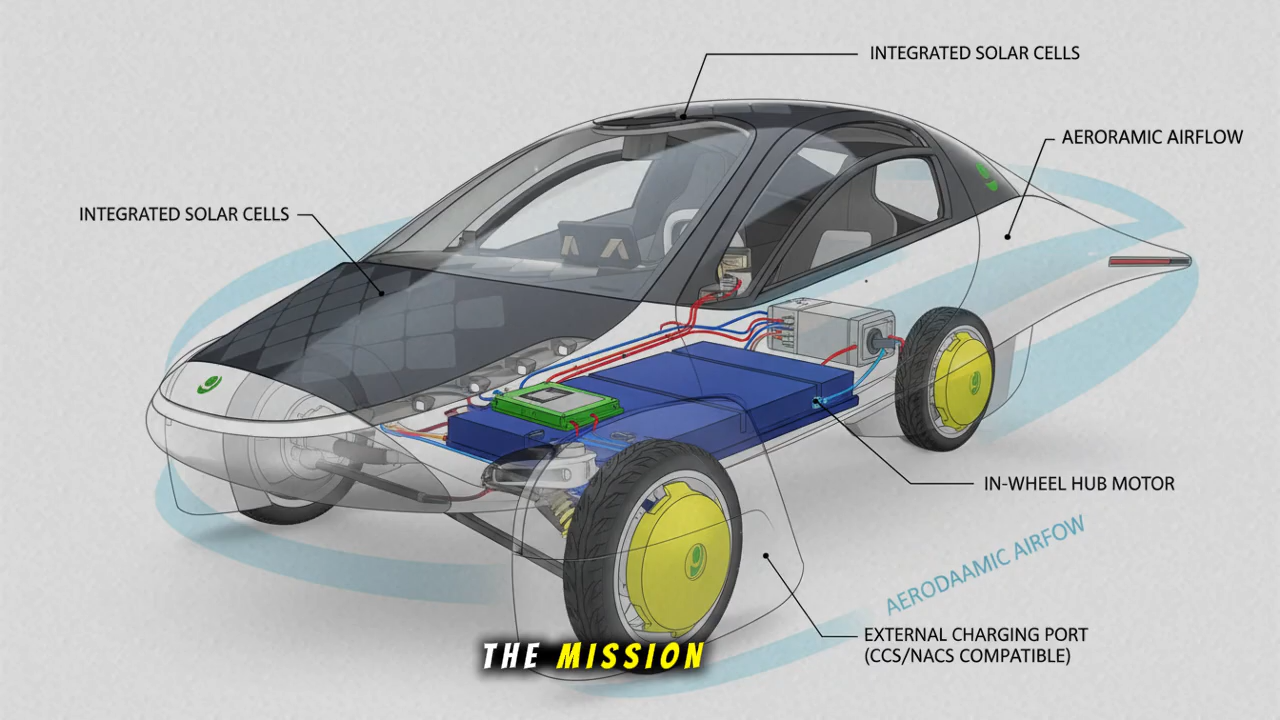 INTEGRATED SOLAR CELLS
AERORAMIC AIRFLOW
INTEGRATED SOLAR CELLS
IN-WHEEL HUB MOTOR
AERODAAMIC AIRFOW
EXTERNAL CHARGING PORT
(CCS/NACS COMPATIBLE)
THE MISSION